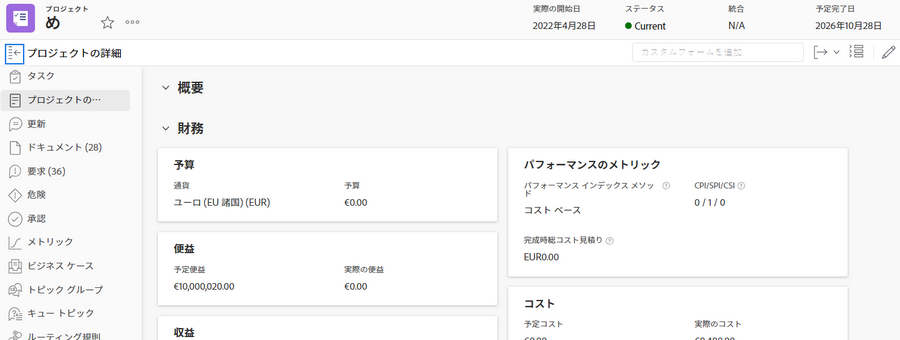 プロジェクト
め
実際の開始日
2022年4月28日
ステータス
Current
統合
N/A
予定完了日
2026年10月28日
プロジェクトの詳細
カスタムフォームを追加
タスク
プロジェクトの…
更新
ドキュメント (28)
要求 (36)
危険
承認
メトリック
ビジネス ケース
トピック グループ
キュー トピック
ルーティング規則
概要
財務
予算
通貨
ユーロ (EU 諸国) (EUR)
予算
€0.00
便益
予定便益
€10,000,020.00
実際の便益
€0.00
収益
パフォーマンスのメトリック
パフォーマンス インデックス メソッ
ド
コスト ベース
CPI/SPI/CSI
0 / 1 / 0
完成時総コスト見積り
EUR0.00
コスト
予定コスト
実際のコスト